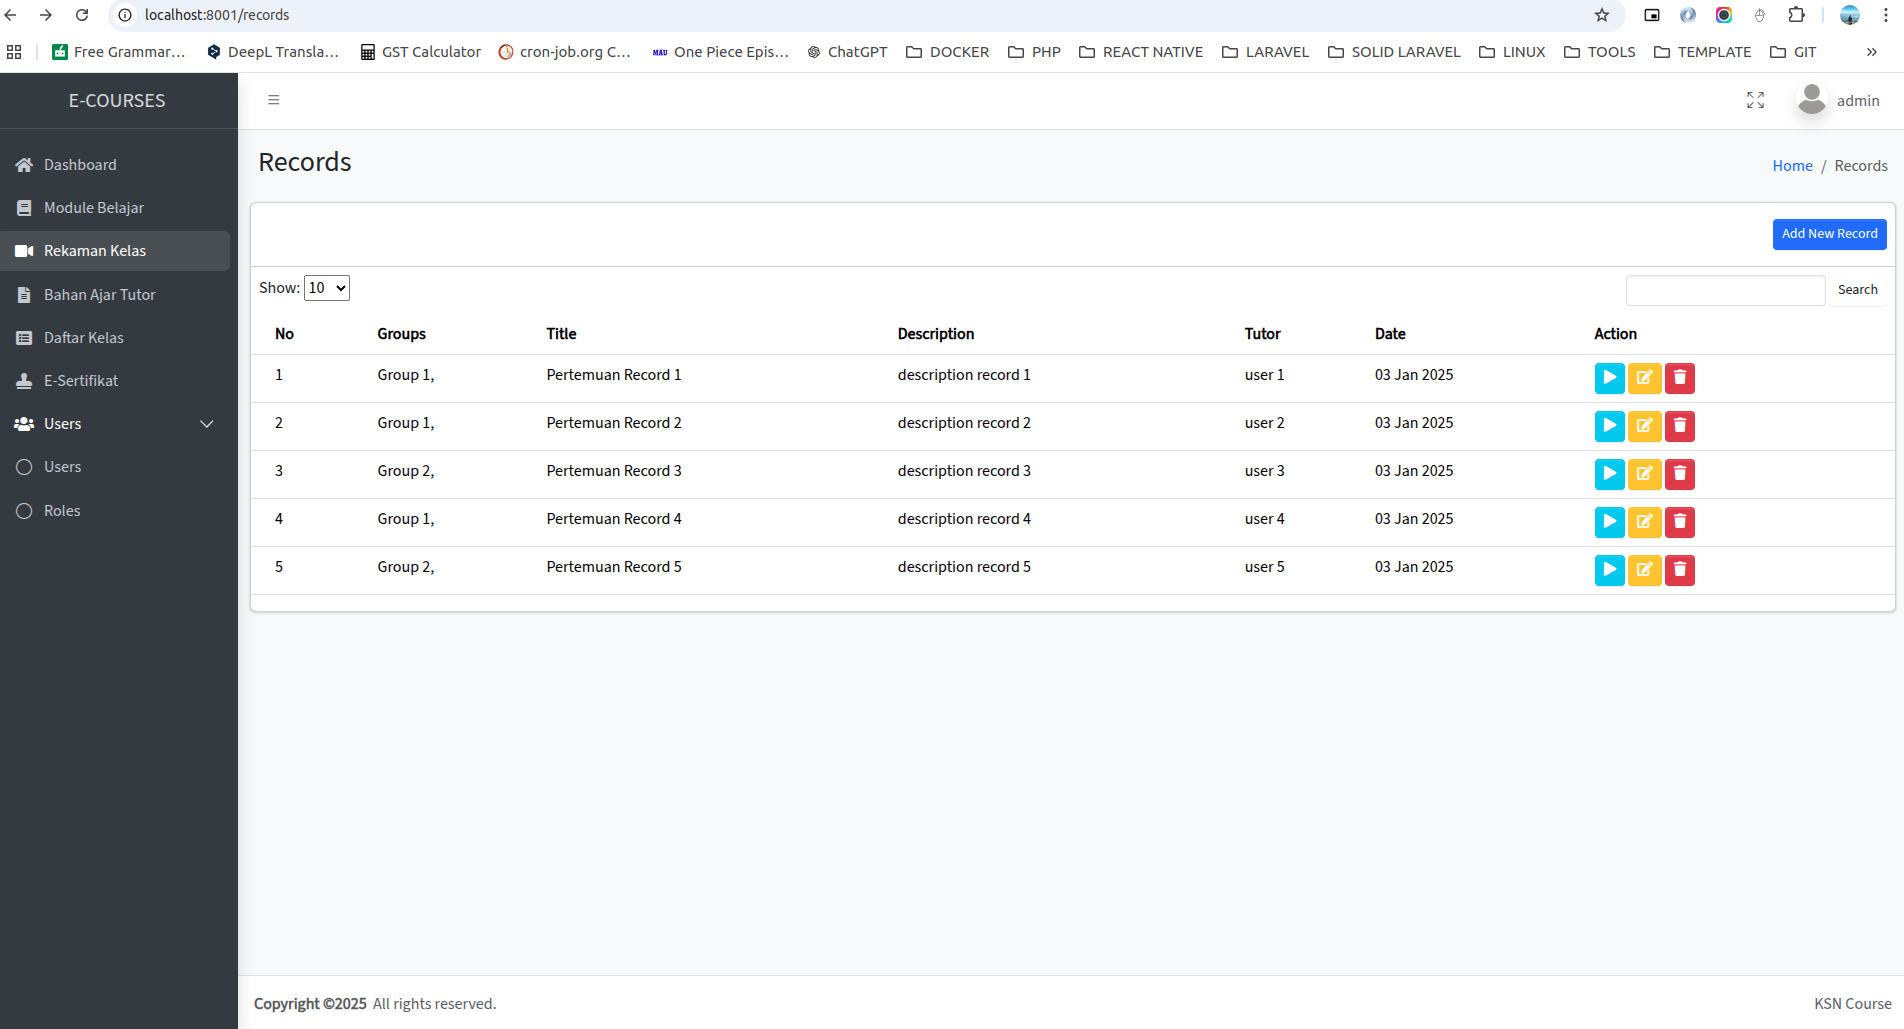 localhost:8001/records
Free Grammar... DeepL Transla... GST Calculator cron-job.org C... MAU One Piece Epis... ChatGPT DOCKER PHP REACT NATIVE LARAVEL SOLID LARAVEL LINUX TOOLS TEMPLATE GIT »
E-COURSES
admin
Dashboard
Module Belajar
Rekaman Kelas
Bahan Ajar Tutor
Daftar Kelas
E-Sertifikat
Users
Users
Roles
Records
Home / Records
Add New Record
Show: 10
Search
No Groups Title Description Tutor Date Action
1 Group 1, Pertemuan Record 1 description record 1 user 1 03 Jan 2025
2 Group 1, Pertemuan Record 2 description record 2 user 2 03 Jan 2025
3 Group 2, Pertemuan Record 3 description record 3 user 3 03 Jan 2025
4 Group 1, Pertemuan Record 4 description record 4 user 4 03 Jan 2025
5 Group 2, Pertemuan Record 5 description record 5 user 5 03 Jan 2025
Copyright ©2025 All rights reserved.
KSN Course